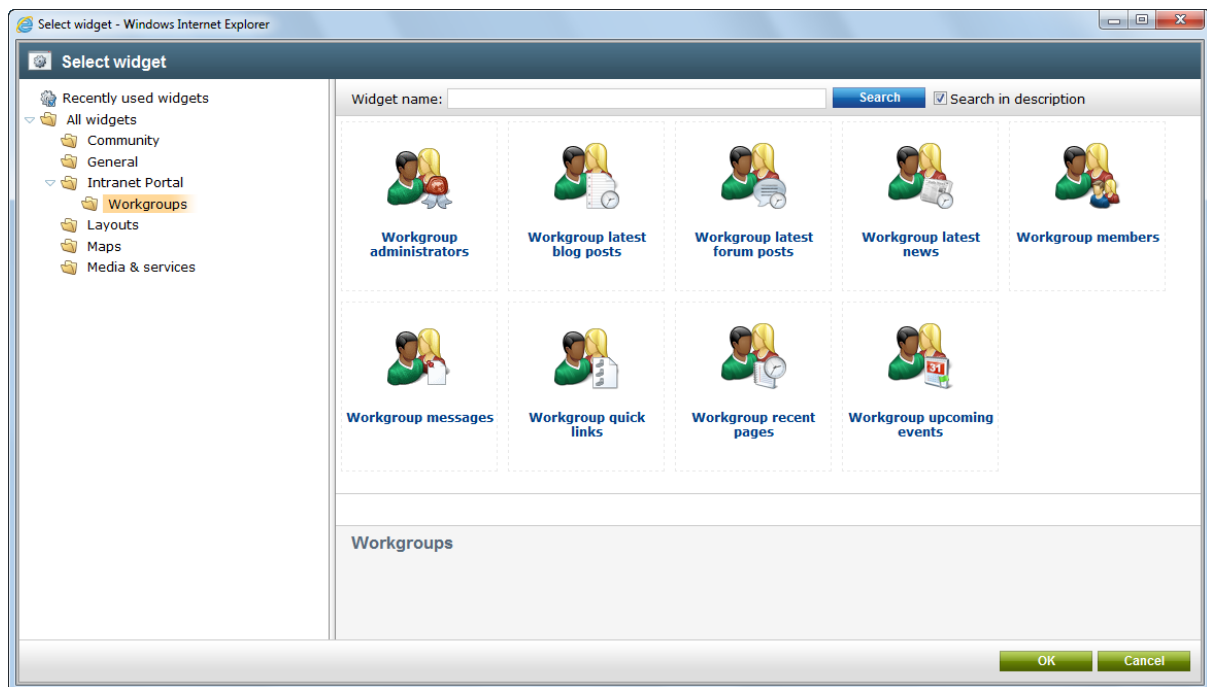 Select widget - Windows Internet Explorer
Select widget
Recently used widgets
All widgets
Community
General
Intranet Portal
Workgroups
Layouts
Maps
Media & services
Widget name:
Search
Search in description
Workgroup
administrators
Workgroup latest
blog posts
Workgroup latest
forum posts
Workgroup latest
news
Workgroup members
Workgroup messages
Workgroup quick
links
Workgroup recent
pages
31
Workgroup upcoming
events
Workgroups
OK
Cancel